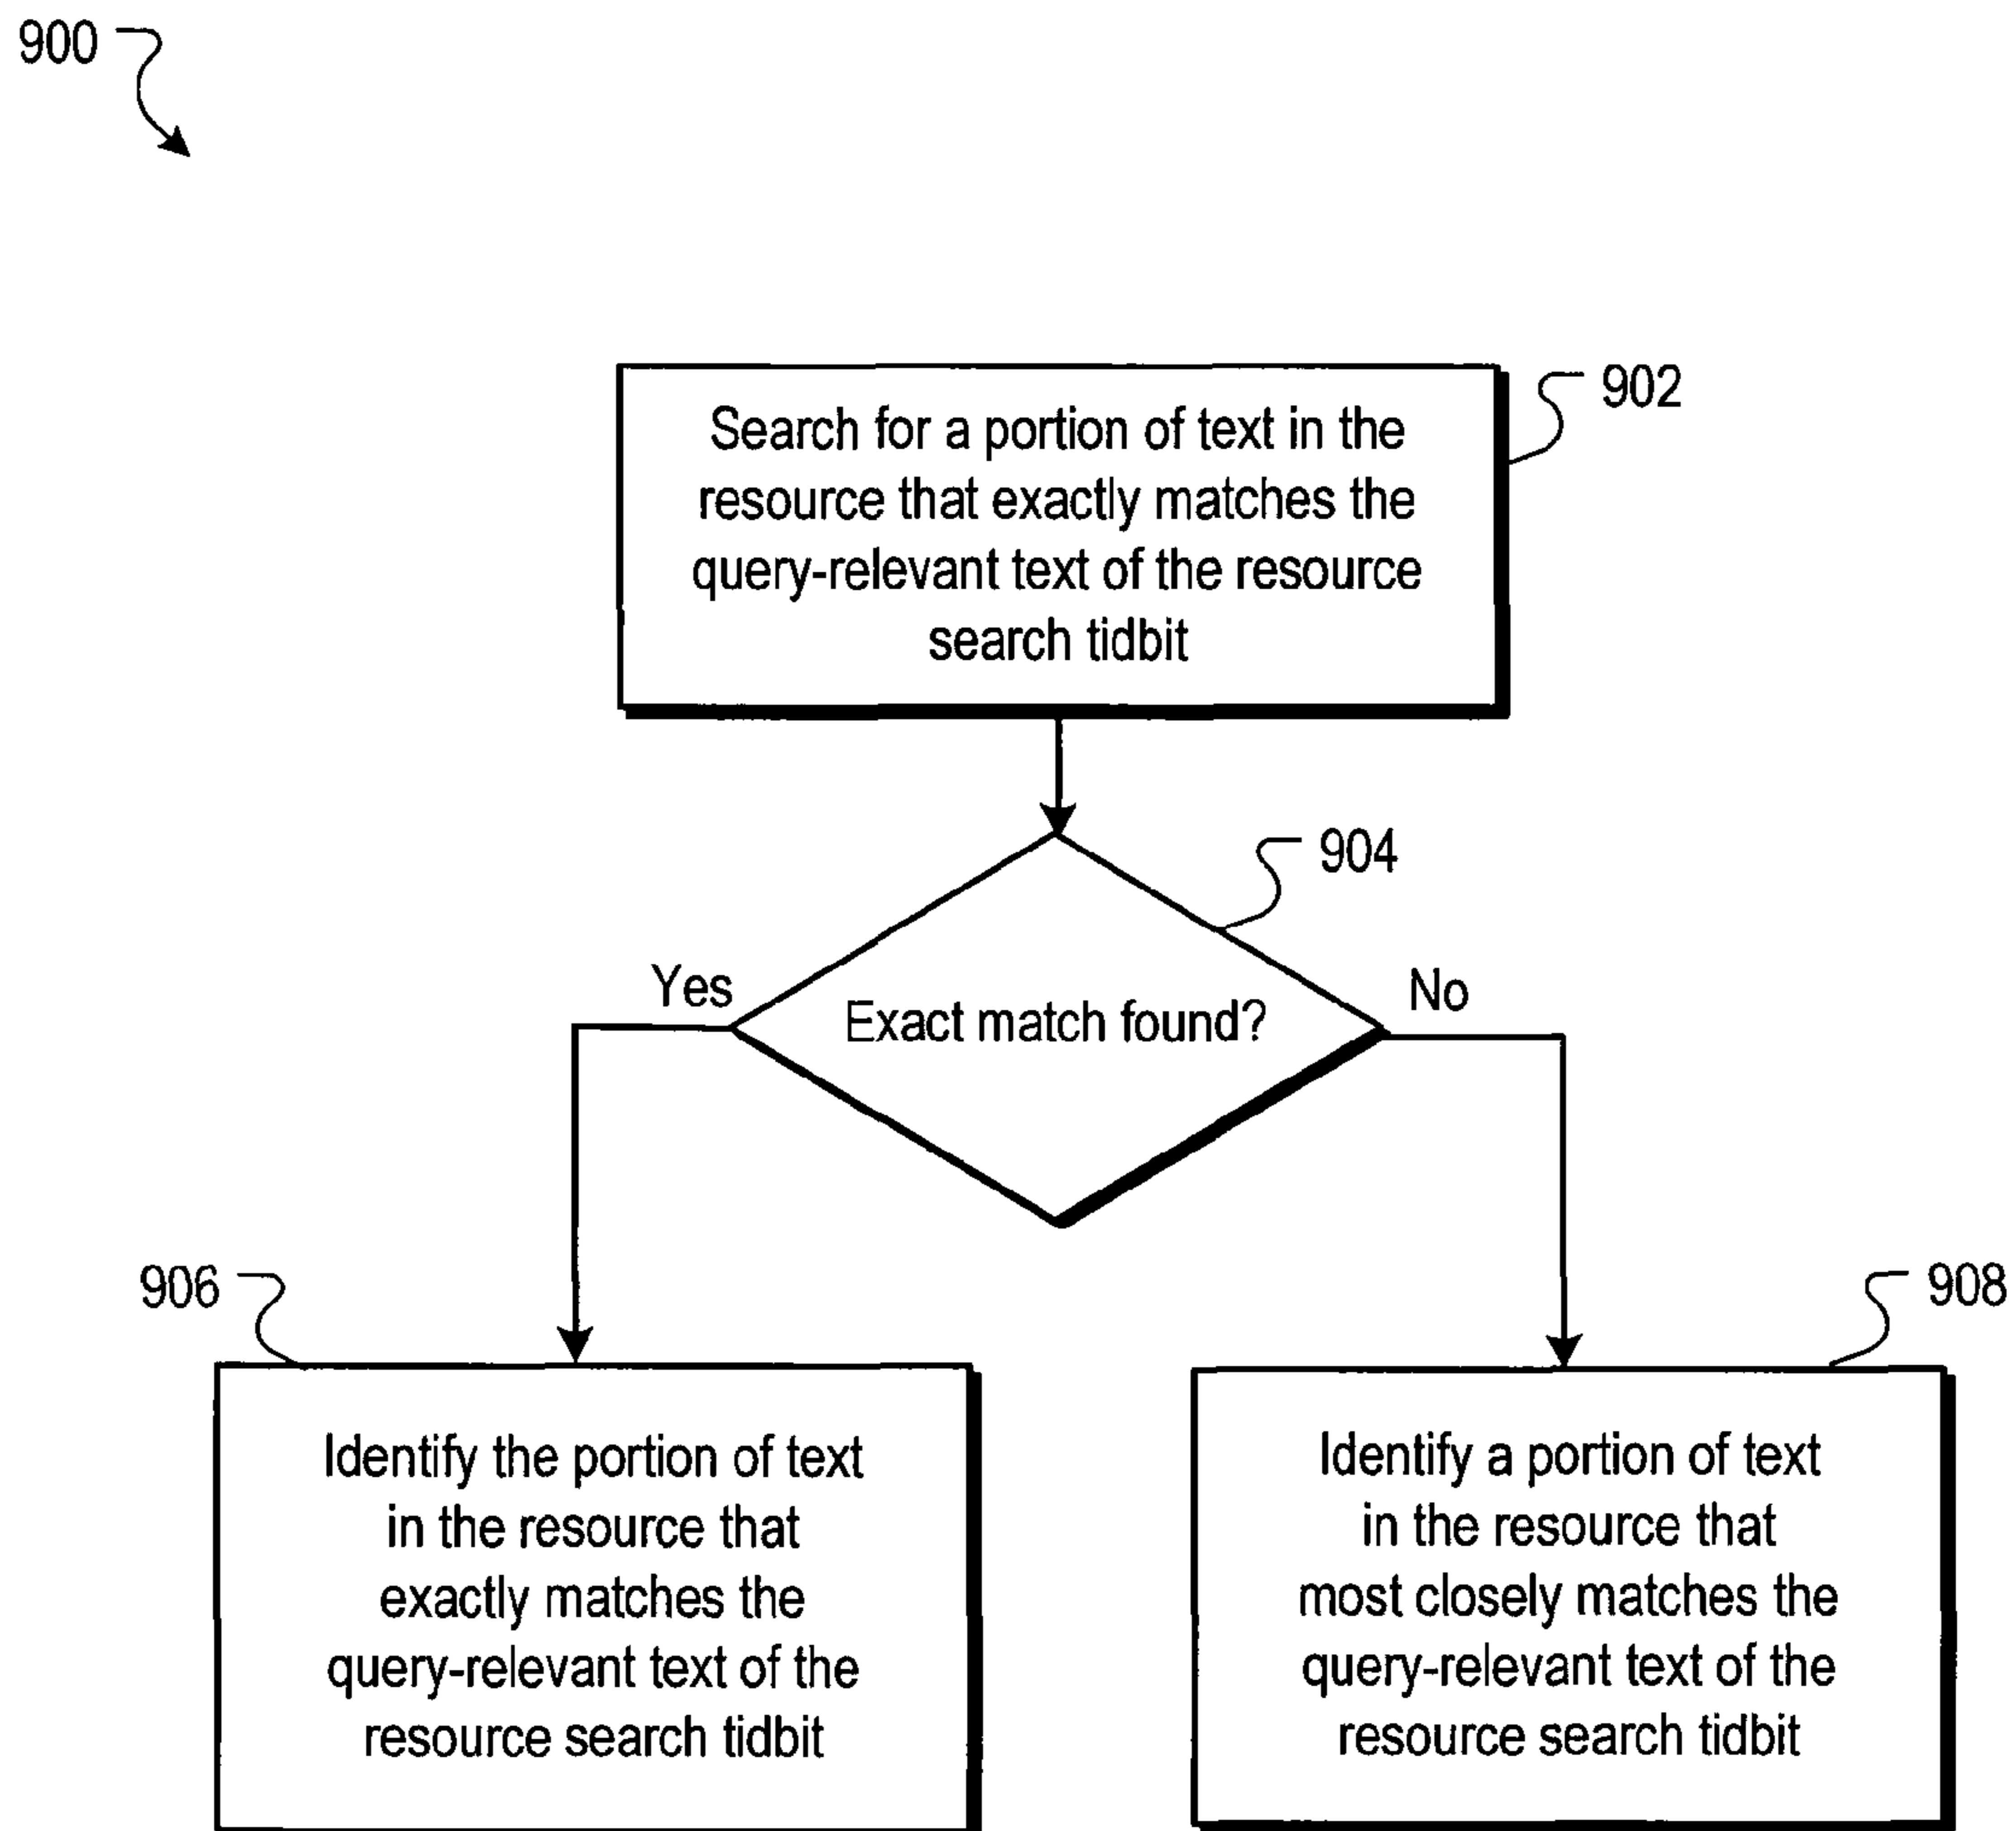 900
902
Search for a portion of text in the
resource that exactly matches the
query-relevant text of the resource
search tidbit
904
Yes
No
Exact match found?
906
908
Identify the portion of text
in the resource that
exactly matches the
query-relevant text of the
resource search tidbit
Identify a portion of text
in the resource that
most closely matches the
query-relevant text of the
resource search tidbit